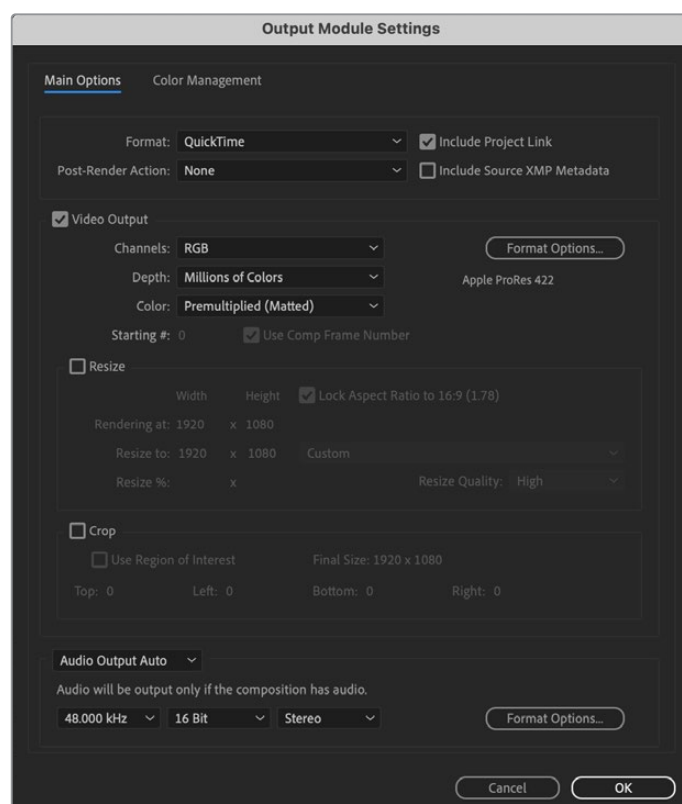 Output Module Settings
Main Options Color Management
Format: QuickTime Include Project Link
Post-Render Action: None Include Source XMP Metadata
Video Output
Channels: RGB Format Options...
Depth: Millions of Colors Apple ProRes 422
Color: Premultiplied (Matted)
Starting #: 0 Use Comp Frame Number
Resize
Width Height Lock Aspect Ratio to 16:9 (1.78)
Rendering at: 1920 x 1080
Resize to: 1920 x 1080 Custom
Resize %: x Resize Quality: High
Crop
Use Region of Interest Final Size: 1920 x 1080
Top: 0 Left: 0 Bottom: 0 Right: 0
Audio Output Auto
Audio will be output only if the composition has audio.
48.000 kHz 16 Bit Stereo Format Options...
Cancel OK